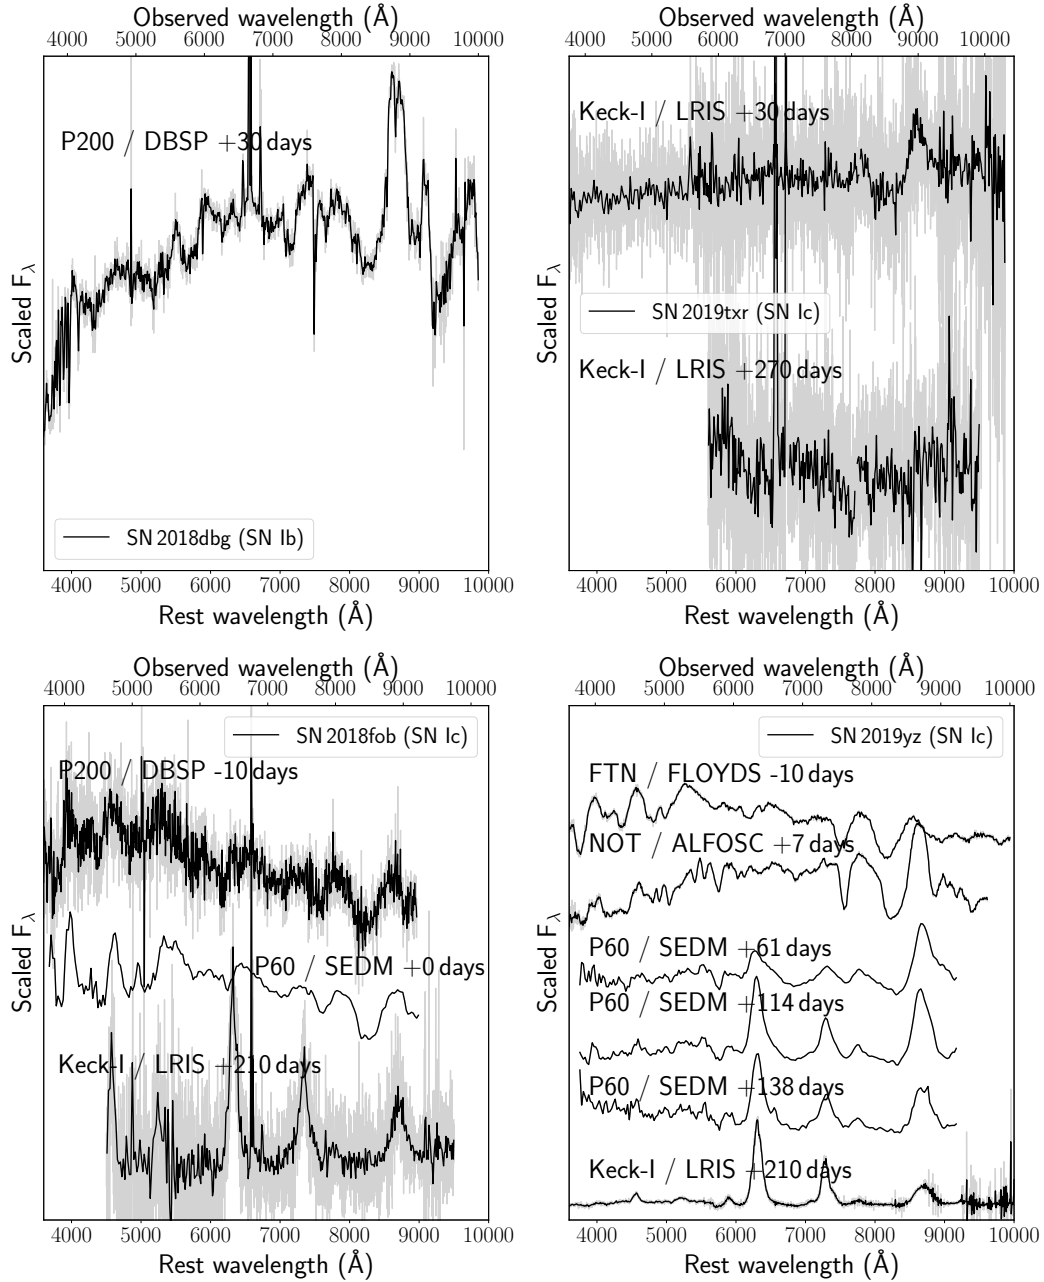 Observed wavelength (Å)
4000 5000 6000 7000 8000 9000 10000
P200 / DBSP +30 days
Scaled Fλ
SN 2018dbg (SN Ib)
4000 5000 6000 7000 8000 9000 10000
Rest wavelength (Å)
Observed wavelength (Å)
4000 5000 6000 7000 8000 9000 10000
Keck-I / LRIS +30 days
Scaled Fλ
SN 2019txr (SN Ic)
Keck-I / LRIS +270 days
4000 5000 6000 7000 8000 9000 10000
Rest wavelength (Å)
Observed wavelength (Å)
4000 5000 6000 7000 8000 9000 10000
SN 2018fob (SN Ic)
P200 / DBSP -10 days
Scaled Fλ
P60 / SEDM +0 days
Keck-I / LRIS +210 days
4000 5000 6000 7000 8000 9000 10000
Rest wavelength (Å)
Observed wavelength (Å)
4000 5000 6000 7000 8000 9000 10000
SN 2019yz (SN Ic)
FTN / FLOYDS -10 days
NOT / ALFOSC +7 days
Scaled Fλ
P60 / SEDM +61 days
P60 / SEDM +114 days
P60 / SEDM +138 days
Keck-I / LRIS +210 days
4000 5000 6000 7000 8000 9000 10000
Rest wavelength (Å)